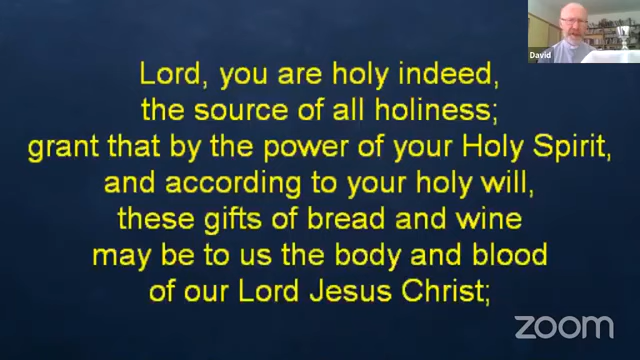 David
Lord, you are holy indeed,
the source of all holiness;
grant that by the power of your Holy Spirit,
and according to your holy will,
these gifts of bread and wine
may be to us the body and blood
of our Lord Jesus Christ;
zoom